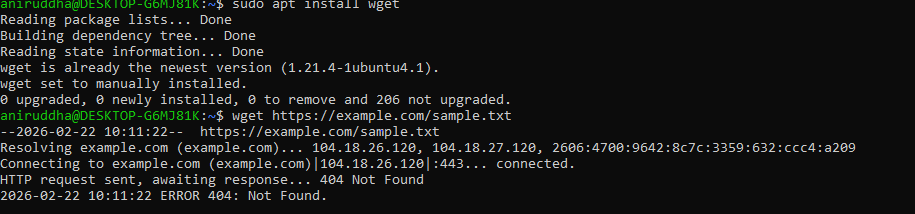 aniruddha@DESKTOP-G6MJ81K:~$ sudo apt install wget
Reading package lists... Done
Building dependency tree... Done
Reading state information... Done
wget is already the newest version (1.21.4-1ubuntu4.1).
wget set to manually installed.
0 upgraded, 0 newly installed, 0 to remove and 206 not upgraded.
aniruddha@DESKTOP-G6MJ81K:~$ wget https://example.com/sample.txt
--2026-02-22 10:11:22--  https://example.com/sample.txt
Resolving example.com (example.com)... 104.18.26.120, 104.18.27.120, 2606:4700:9642:8c7c:3359:632:ccc4:a209
Connecting to example.com (example.com)|104.18.26.120|:443... connected.
HTTP request sent, awaiting response... 404 Not Found
2026-02-22 10:11:22 ERROR 404: Not Found.